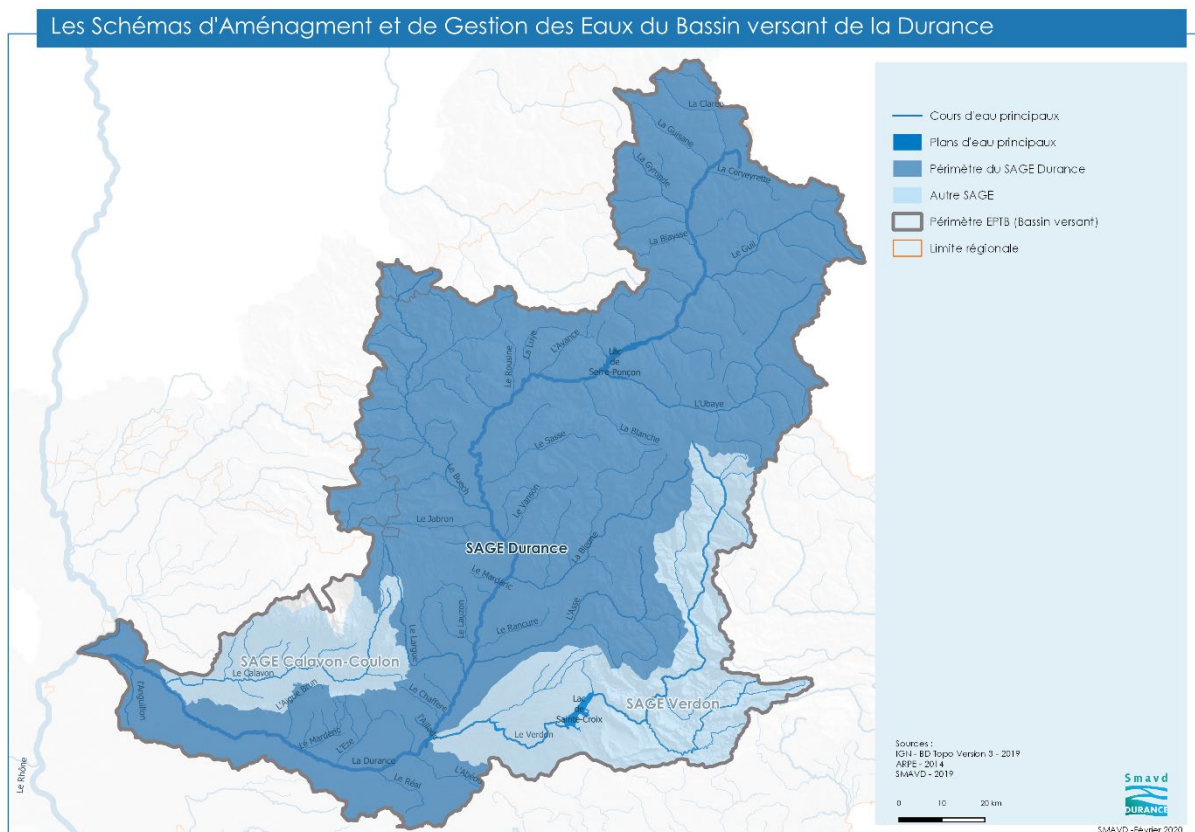 Les Schémas d'Aménagment et de Gestion des Eaux du Bassin versant de la Durance
Cours d'eau principaux
Plans d'eau principaux
Périmètre du SAGE Durance
Autre SAGE
Périmètre EPTB (Bassin versant)
Limite régionale
La Guisane
La Gyronde
La Cerveyrette
La Biaysse
Le Guil
La Luye
L'Avance
Le Rousine
Lac
de
Serre-Ponçon
L'Ubaye
La Blanche
Le Sasse
Le Buech
Le Vanson
Le Jabron
SAGE Durance
La Bléone
Le Mardaric
Le Lauzon
Le Rancure
L'Asse
Le Largue
SAGE Calavon-Coulon
Le Calavon
L'Aigue Brun
Le Chaffere
SAGE Verdon
Lac
de
Sainte-Croix
Le Verdon
l'Anguillon
Le Marderic
L'Eze
La Durance
Le Réal
L'Abéou
Le Rhône
Sources :
IGN - BD Topo Version 3 - 2019
ARPE - 2014
SMAVD - 2019
0 10 20 km
Smavd
DURANCE
SMAVD -Février 2020